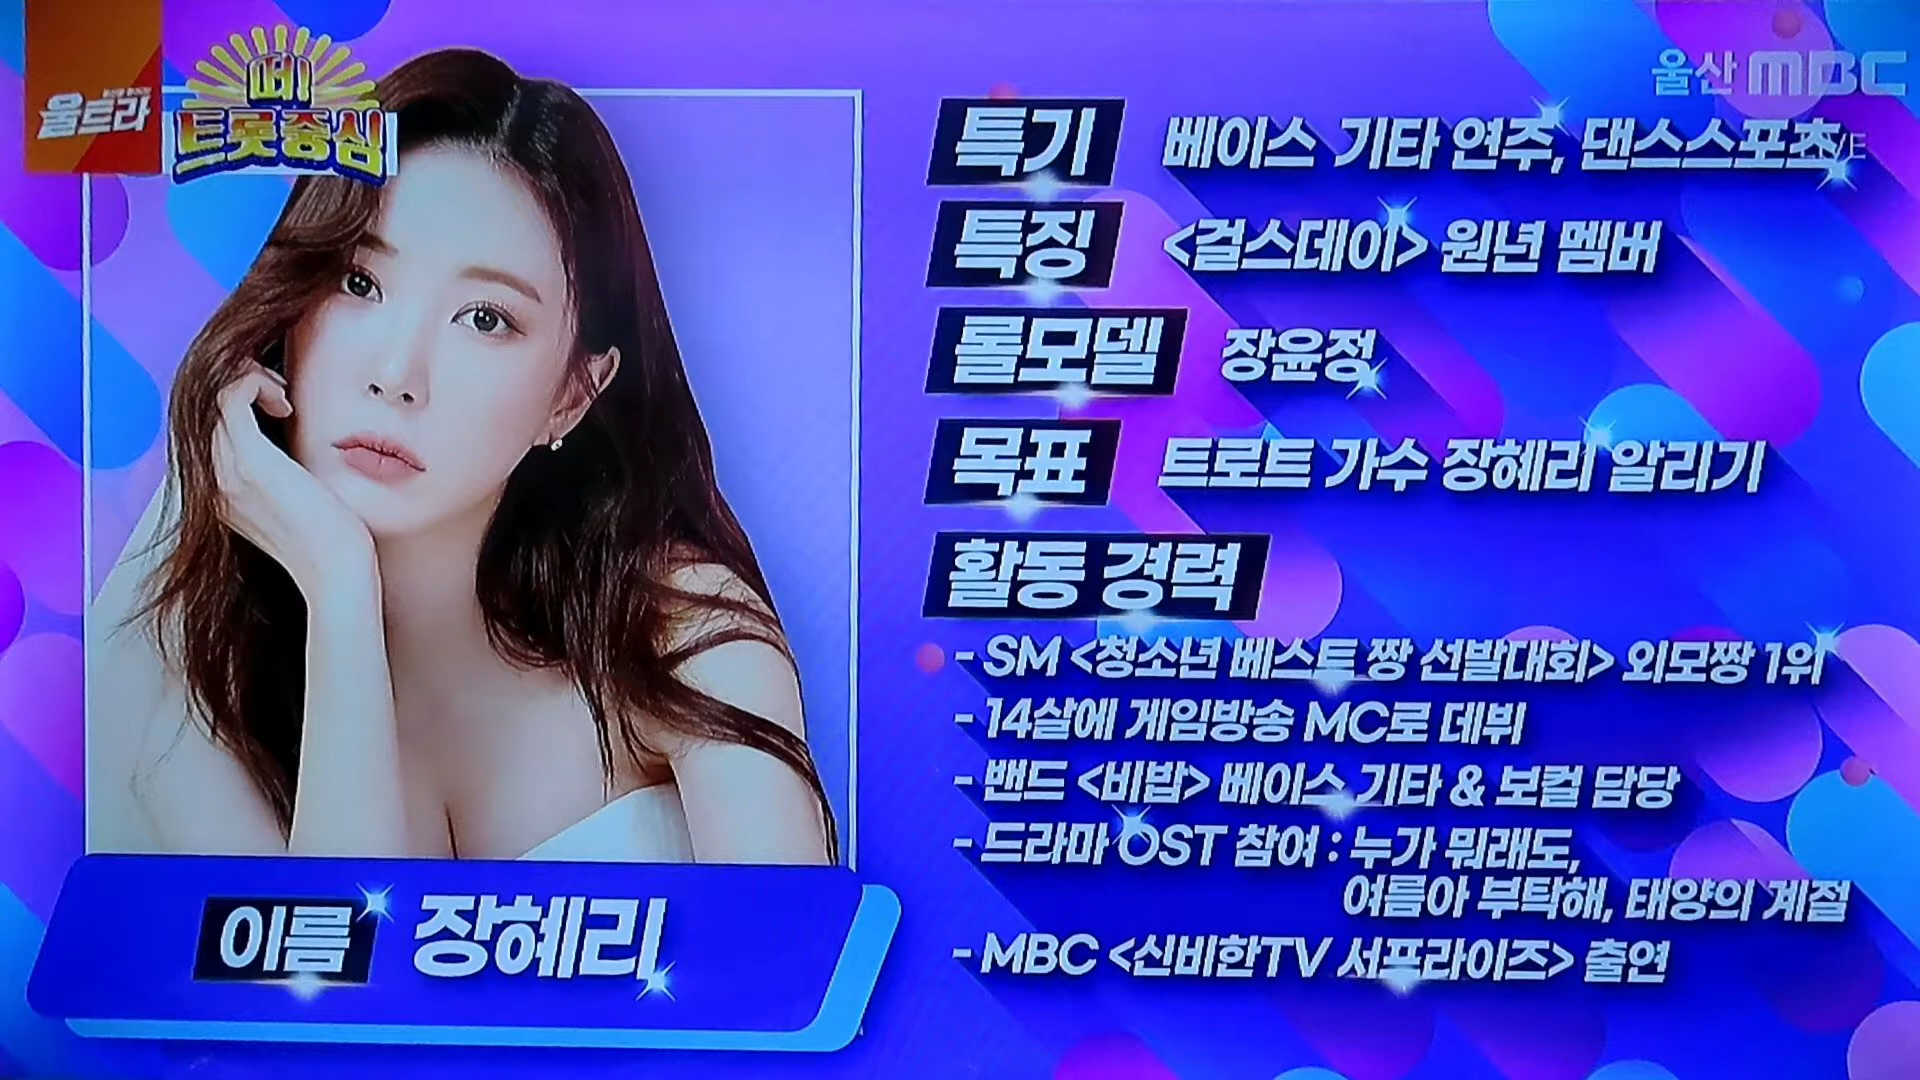 울트라
떠!
트롯중심
울산 MBC
특기 베이스 기타 연주, 댄스스포츠
특징 <걸스데이> 원년 멤버
롤모델 장윤정
목표 트로트 가수 장혜리 알리기
활동 경력
- SM <청소년 베스트 짱 선발대회> 외모짱 1위
- 14살에 게임방송 MC로 데뷔
- 밴드 <비밥> 베이스 기타 & 보컬 담당
- 드라마 OST 참여 : 누가 뭐래도,
여름아 부탁해, 태양의 계절
- MBC <신비한TV 서프라이즈> 출연
이름 장혜리